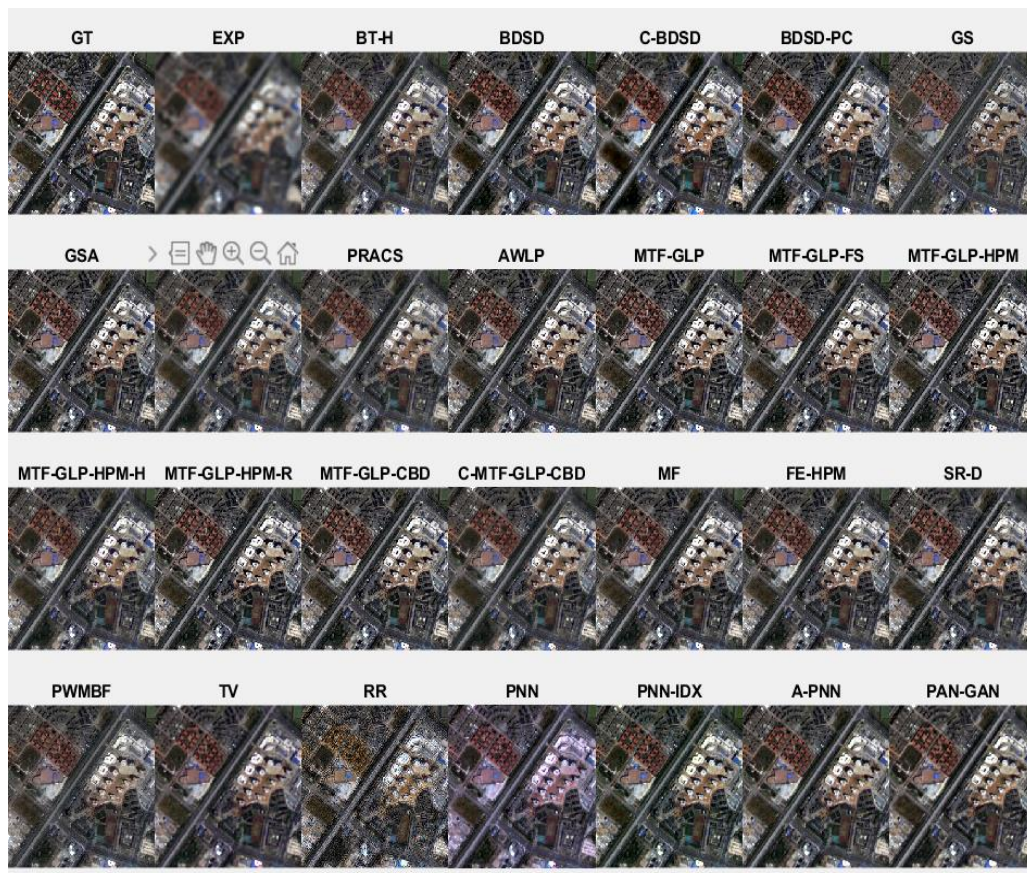 GT EXP BT-H BDSD C-BDSD BDSD-PC GS
GSA PRACS AWLP MTF-GLP MTF-GLP-FS MTF-GLP-HPM
MTF-GLP-HPM-H MTF-GLP-HPM-R MTF-GLP-CBD C-MTF-GLP-CBD MF FE-HPM SR-D
PWMBF TV RR PNN PNN-IDX A-PNN PAN-GAN